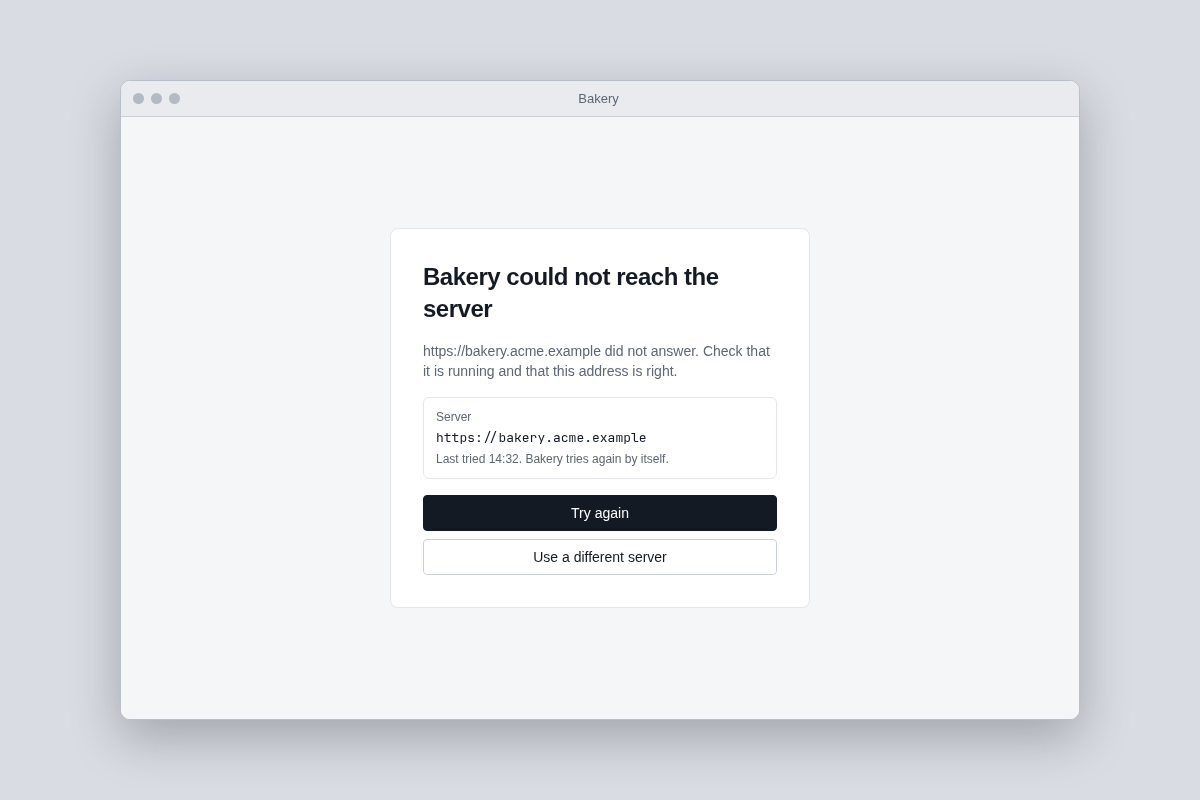 Bakery
Bakery could not reach the
server
https://bakery.acme.example did not answer. Check that
it is running and that this address is right.
Server
https://bakery.acme.example
Last tried 14:32. Bakery tries again by itself.
Try again
Use a different server